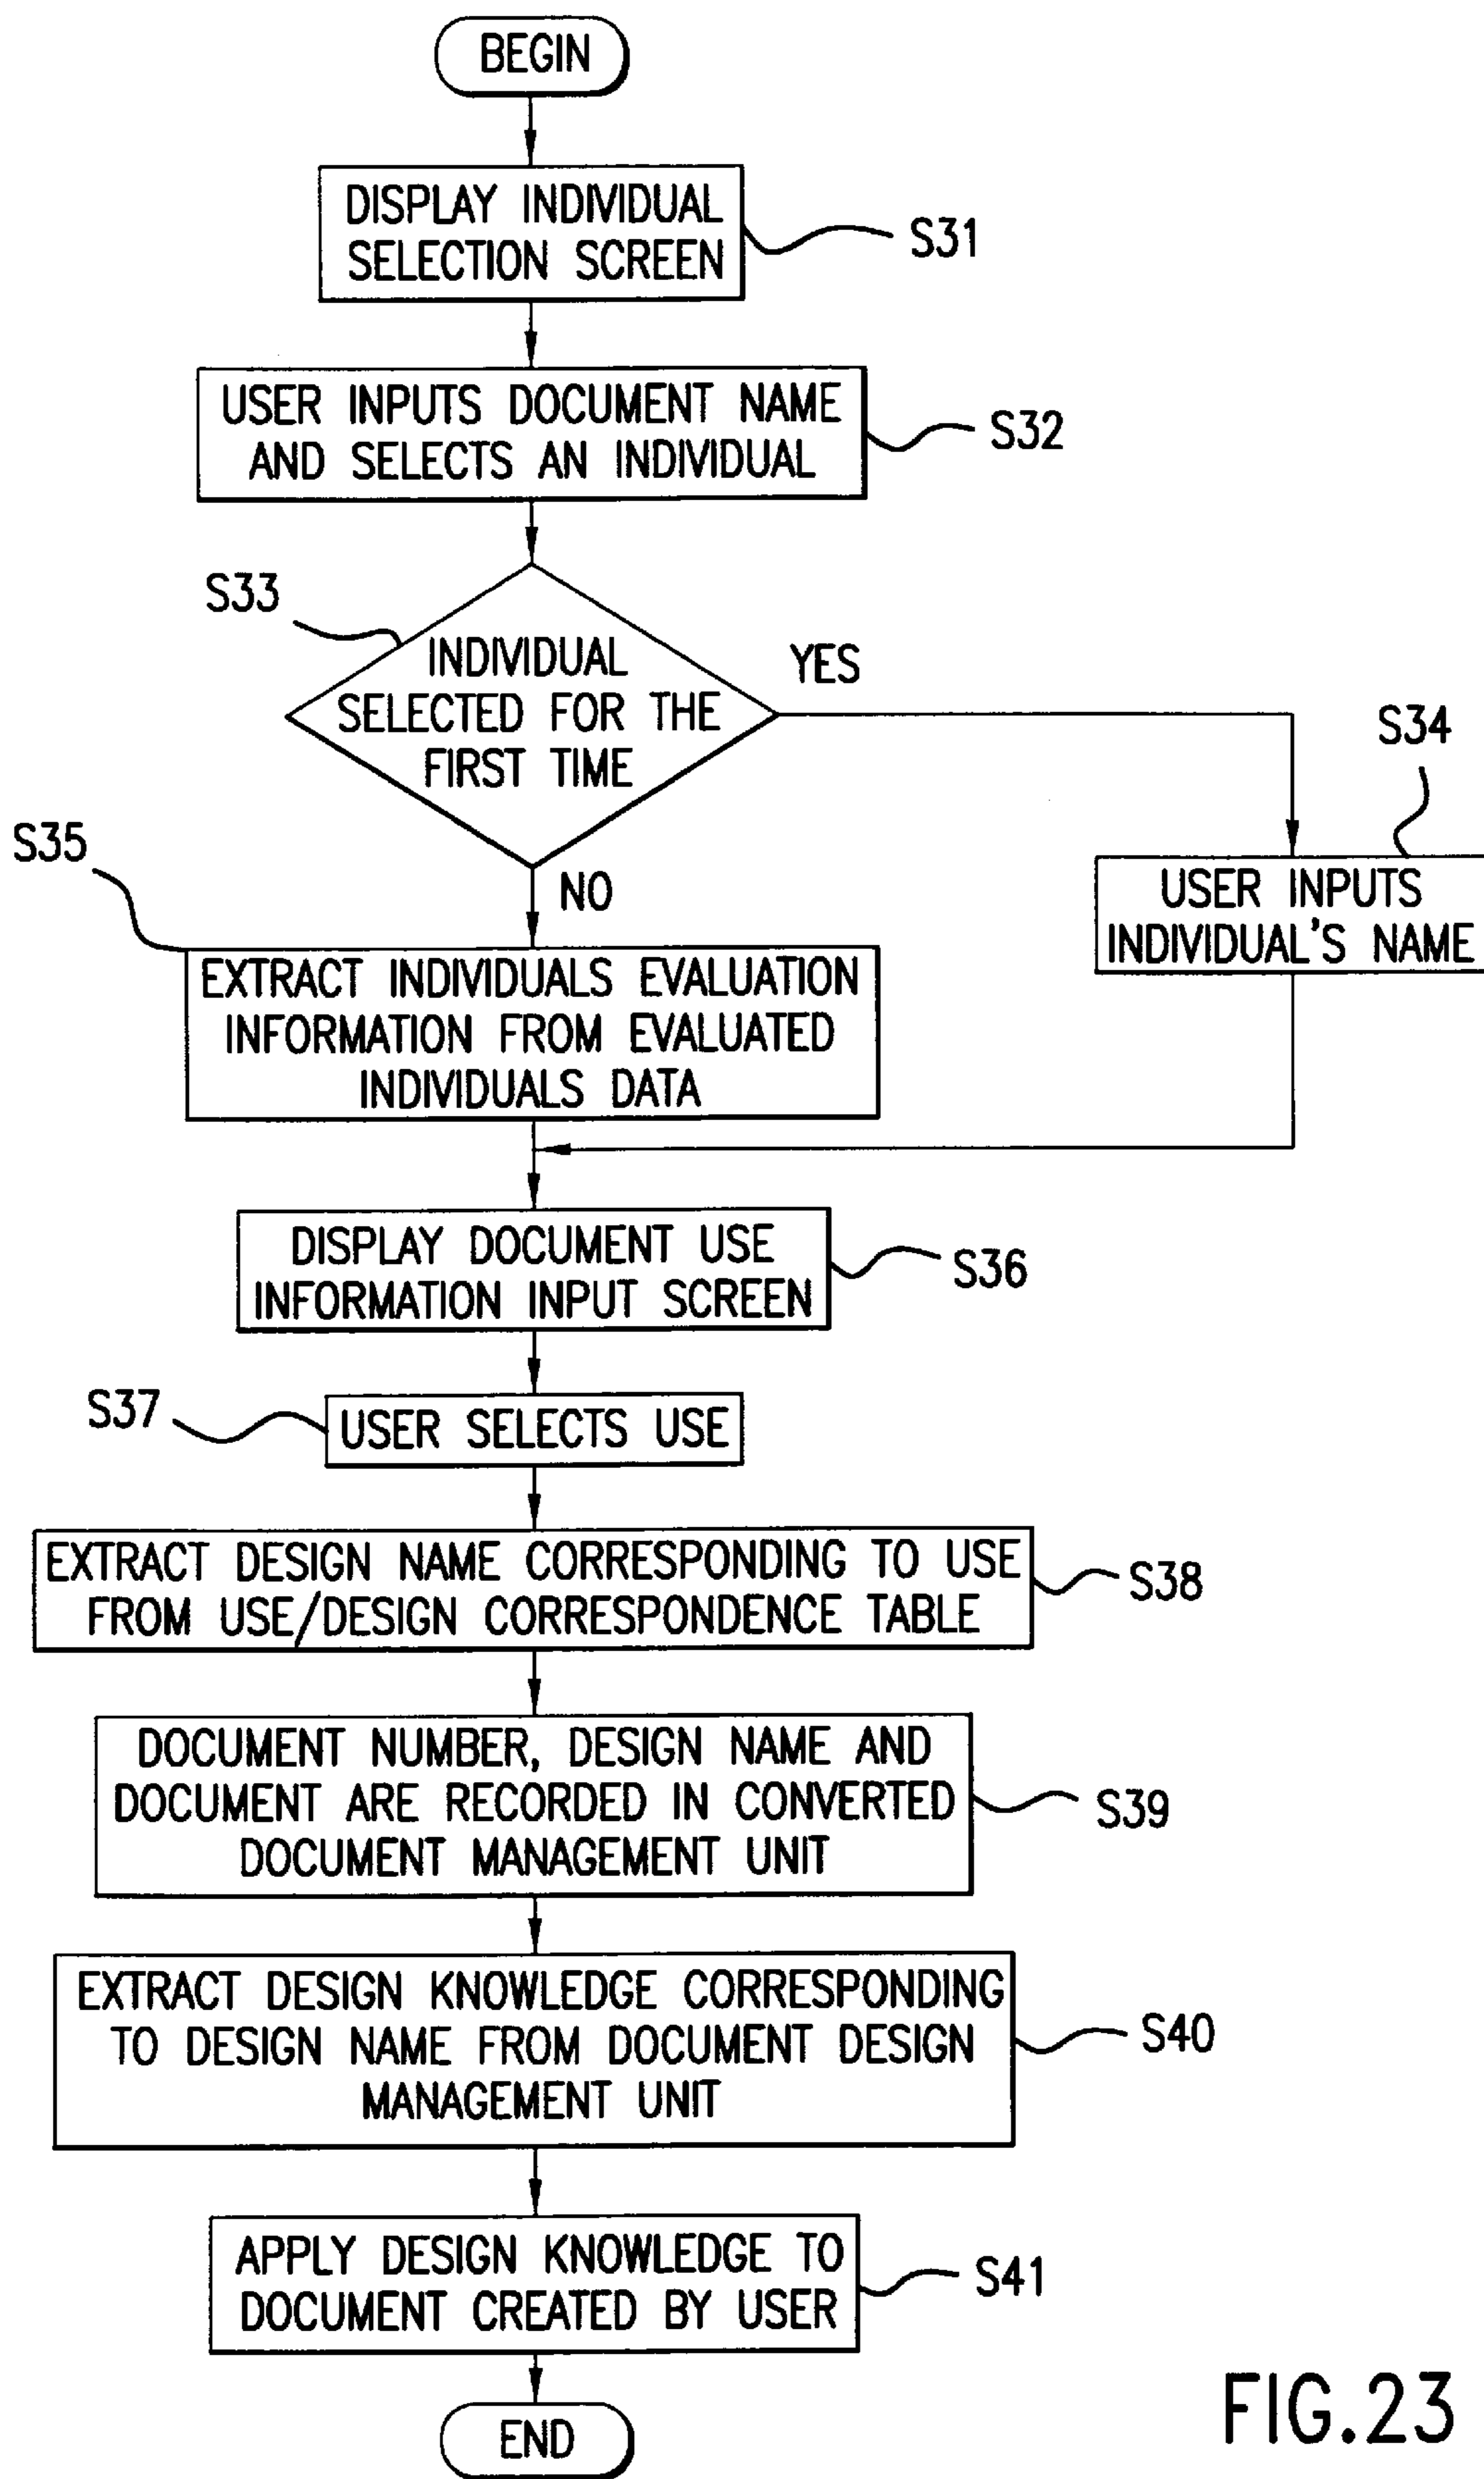 BEGIN
DISPLAY INDIVIDUAL
SELECTION SCREEN
S31
USER INPUTS DOCUMENT NAME
AND SELECTS AN INDIVIDUAL
S32
S33
INDIVIDUAL
SELECTED FOR THE
FIRST TIME
YES
S34
USER INPUTS
INDIVIDUAL'S NAME
NO
S35
EXTRACT INDIVIDUALS EVALUATION
INFORMATION FROM EVALUATED
INDIVIDUALS DATA
DISPLAY DOCUMENT USE
INFORMATION INPUT SCREEN
S36
S37
USER SELECTS USE
EXTRACT DESIGN NAME CORRESPONDING TO USE
FROM USE/DESIGN CORRESPONDENCE TABLE
S38
DOCUMENT NUMBER, DESIGN NAME AND
DOCUMENT ARE RECORDED IN CONVERTED
DOCUMENT MANAGEMENT UNIT
S39
EXTRACT DESIGN KNOWLEDGE CORRESPONDING
TO DESIGN NAME FROM DOCUMENT DESIGN
MANAGEMENT UNIT
S40
APPLY DESIGN KNOWLEDGE TO
DOCUMENT CREATED BY USER
S41
END
FIG.23